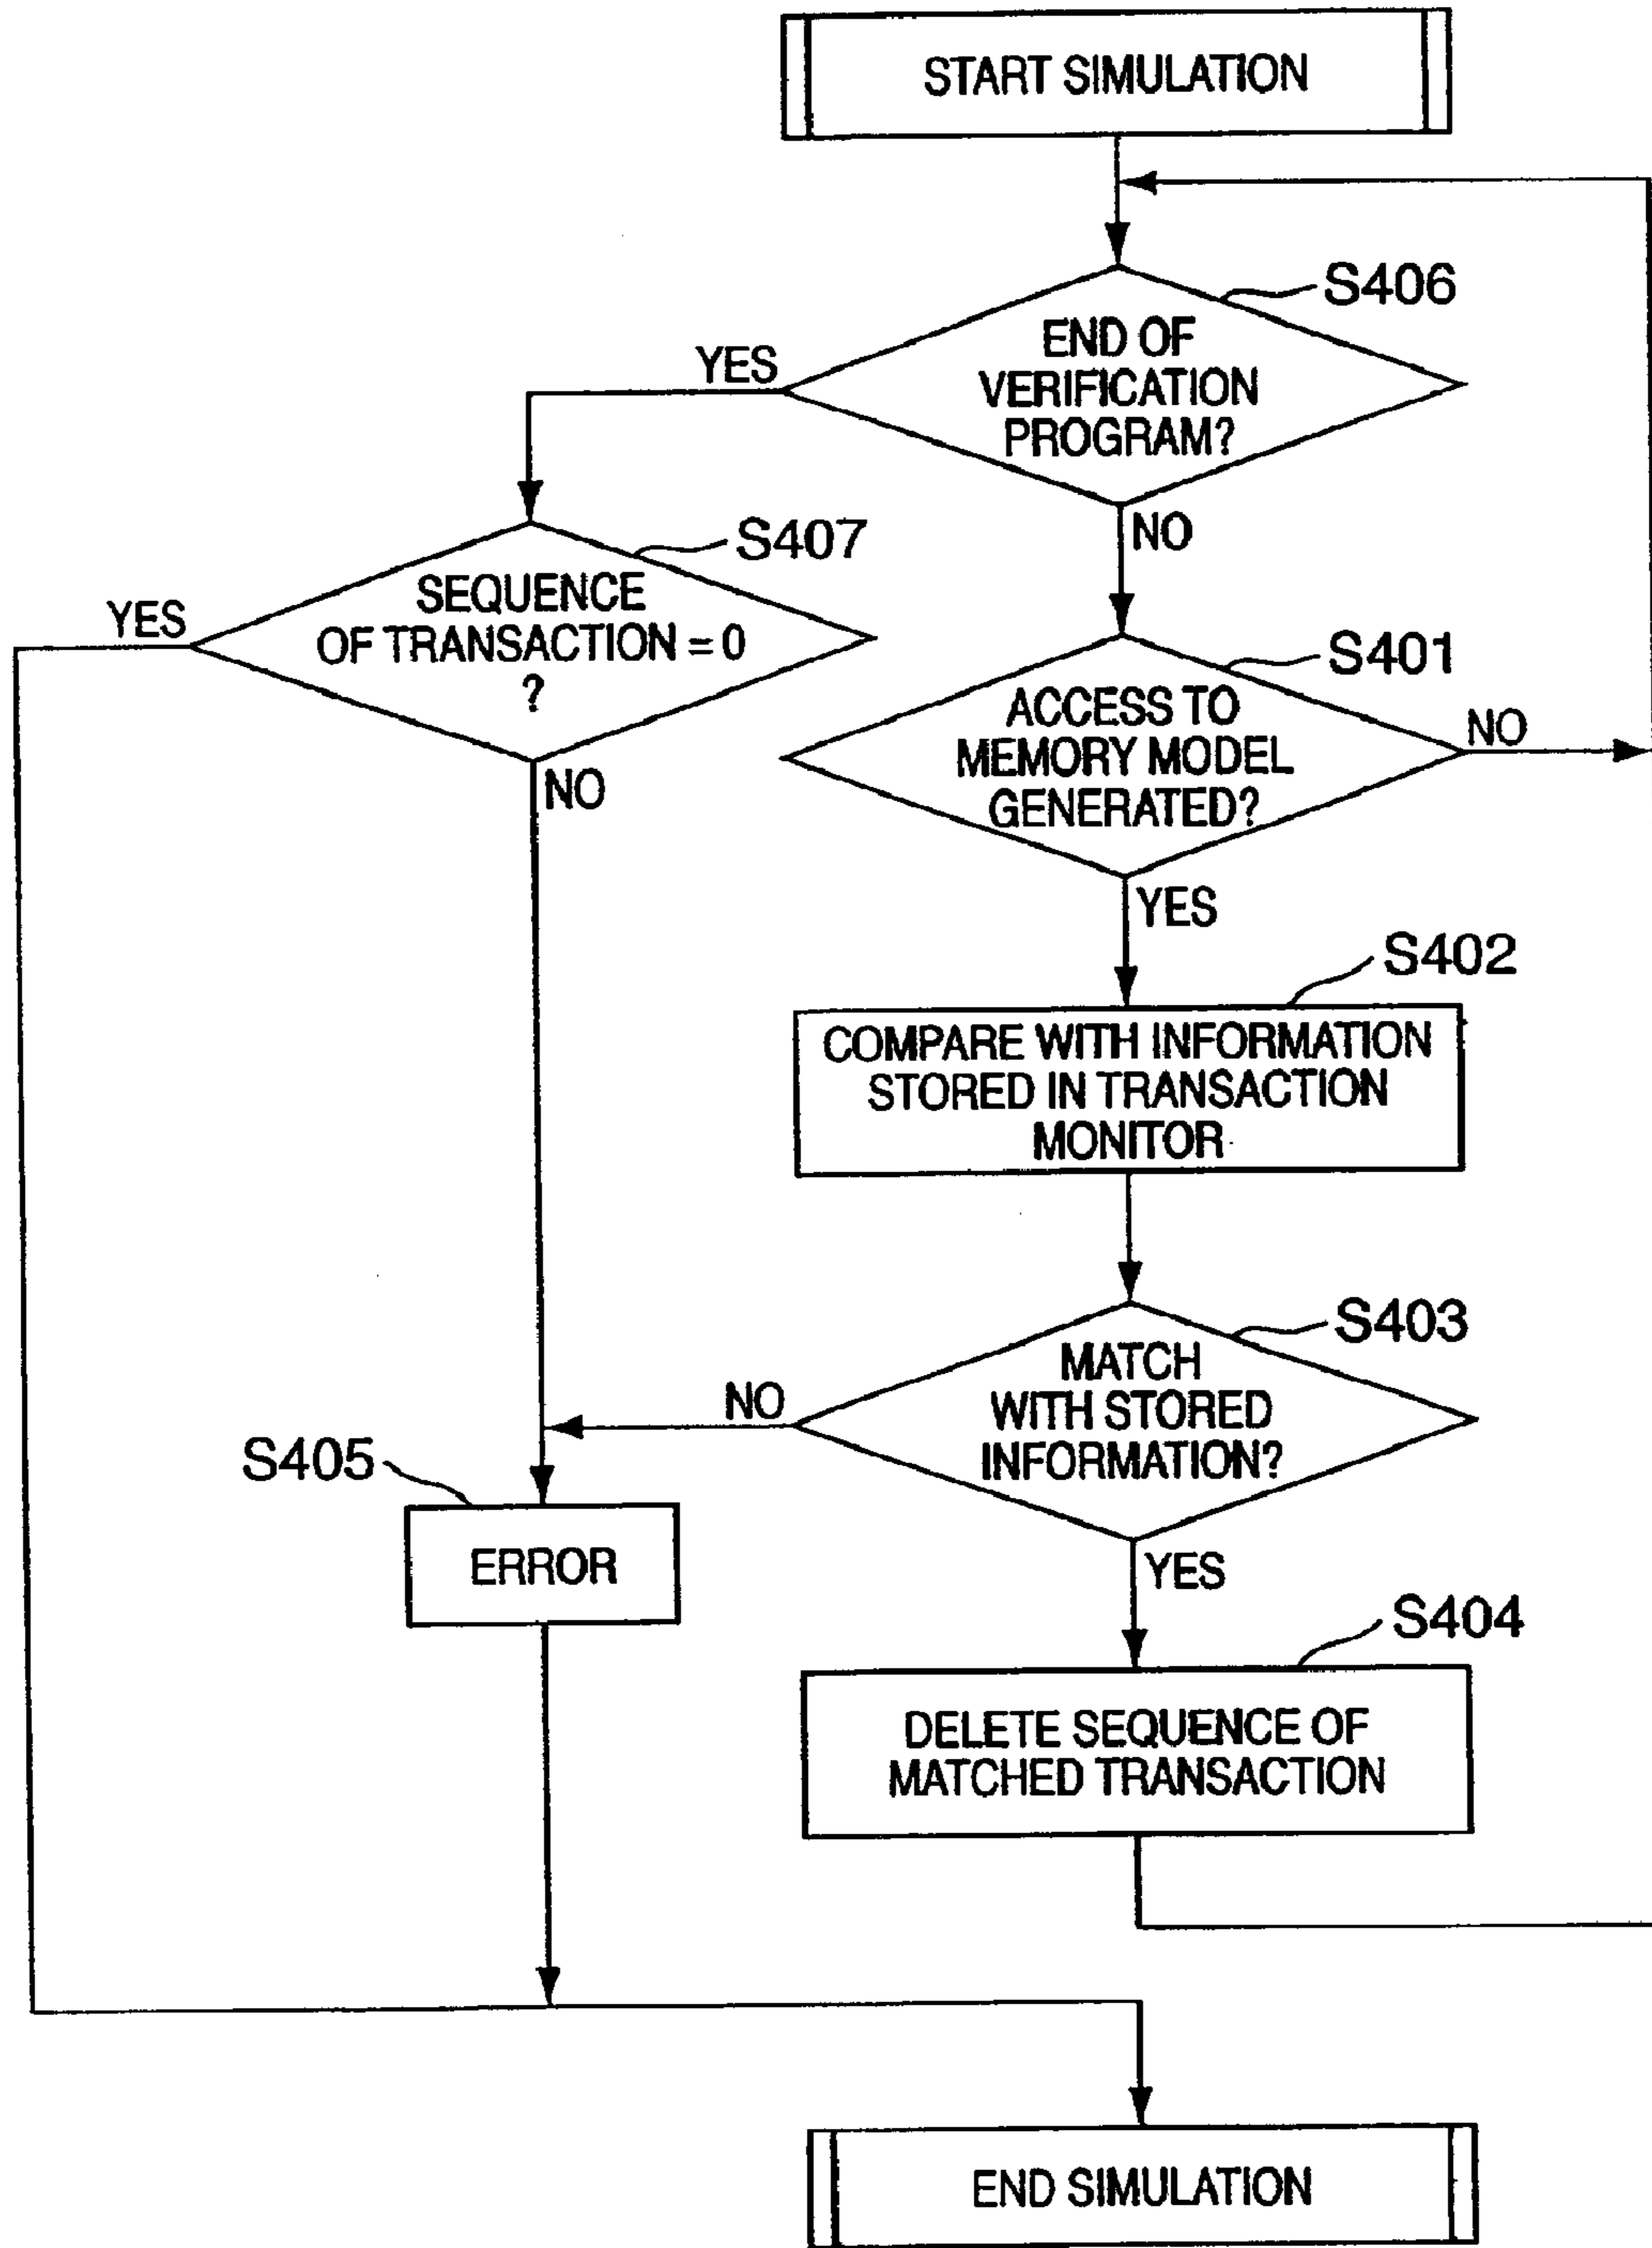 START SIMULATION
S406
END OF
VERIFICATION
PROGRAM?
YES
NO
S407
SEQUENCE
OF TRANSACTION = 0
?
YES
NO
S401
ACCESS TO
MEMORY MODEL
GENERATED?
NO
YES
S402
COMPARE WITH INFORMATION
STORED IN TRANSACTION
MONITOR
S403
MATCH
WITH STORED
INFORMATION?
NO
YES
S405
ERROR
S404
DELETE SEQUENCE OF
MATCHED TRANSACTION
END SIMULATION